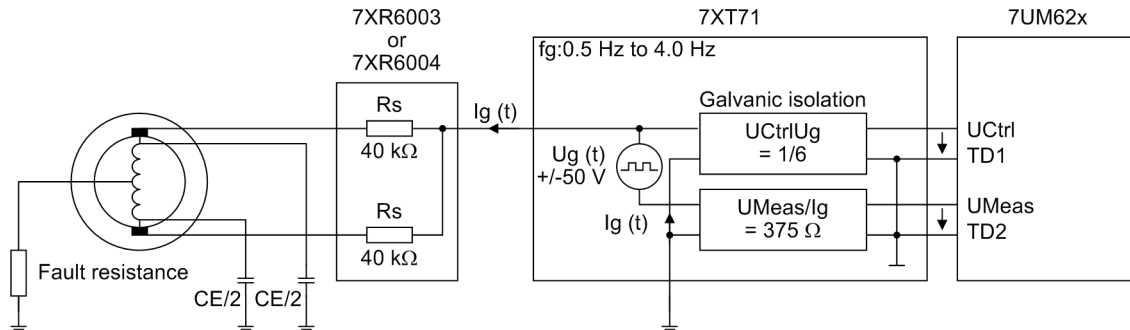 7XR6003
or
7XR6004
7XT71
7UM62x
fg:0.5 Hz to 4.0 Hz
Rs
40 kΩ
Ig (t)
Galvanic isolation
UCtrlUg
= 1/6
UCtrl
TD1
Ug (t)
+/-50 V
Ig (t)
UMeas/Ig
= 375 Ω
UMeas
TD2
Rs
40 kΩ
Fault resistance
CE/2
CE/2